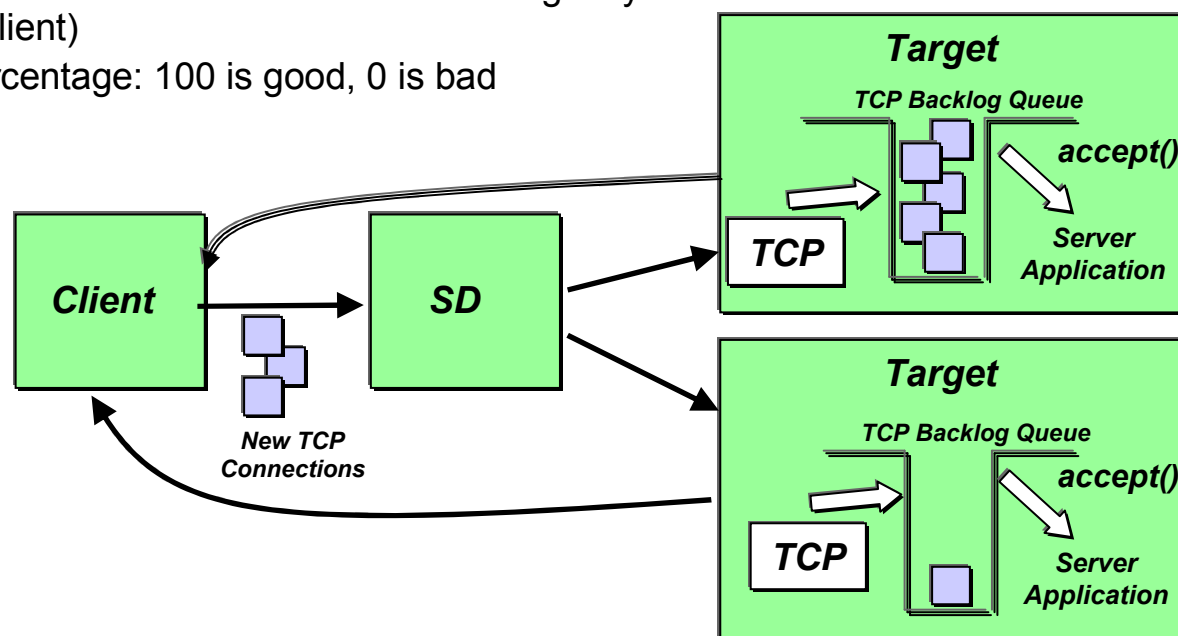 lient)
rcentage: 100 is good, 0 is bad
Target
TCP Backlog Queue
accept()
TCP
Server
Application
Client
SD
New TCP
Connections
Target
TCP Backlog Queue
accept()
TCP
Server
Application